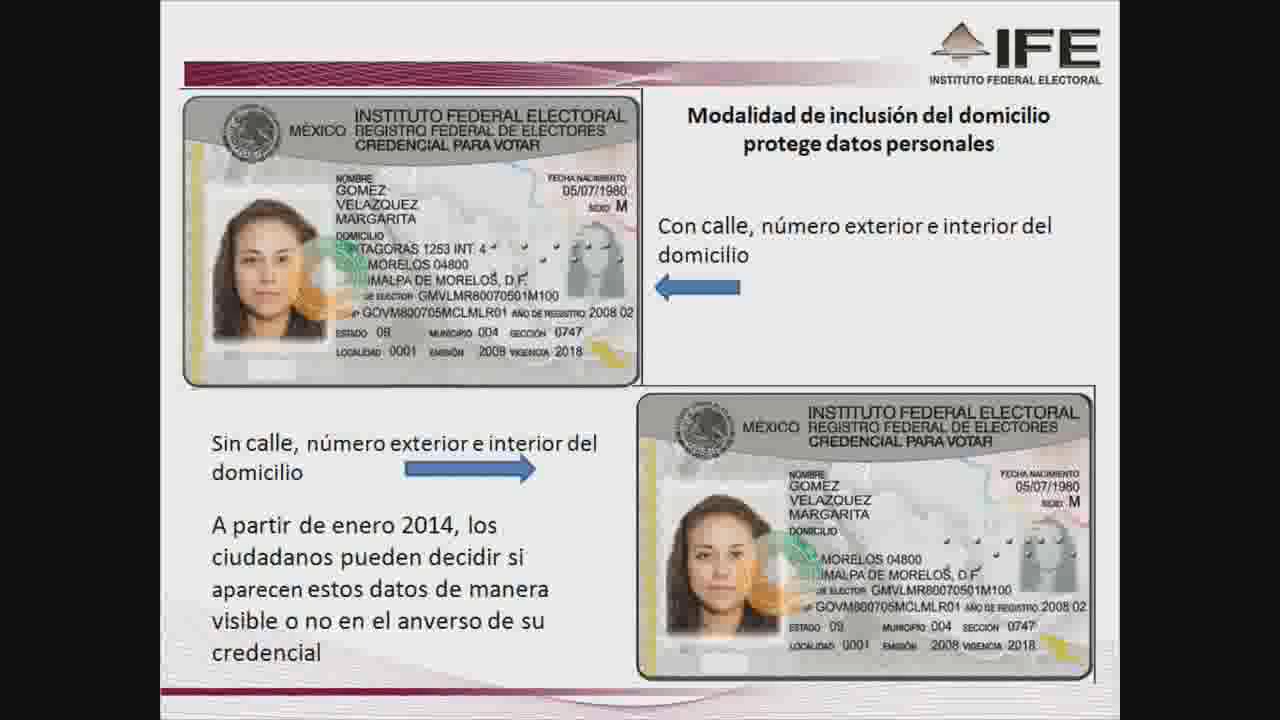 IFE
INSTITUTO FEDERAL ELECTORAL
Modalidad de inclusión del domicilio
protege datos personales
MÉXICO
INSTITUTO FEDERAL ELECTORAL
REGISTRO FEDERAL DE ELECTORES
CREDENCIAL PARA VOTAR
NOMBRE
GOMEZ
VELAZQUEZ
MARGARITA
FECHA NACIMIENTO
05/07/1980
SEXO M
DOMICILIO
PITAGORAS 1253 INT. 4
MORELOS 04800
IMALPA DE MORELOS, D.F.
DE ELECTOR GMVLMR80070501M100
GOVM800705MCLMLR01 AÑO DE REGISTRO 2008 02
ESTADO 09 MUNICIPIO 004 SECCIÓN 0747
LOCALIDAD 0001 EMISIÓN 2008 VIGENCIA 2018
Con calle, número exterior e interior del
domicilio
Sin calle, número exterior e interior del
domicilio
A partir de enero 2014, los
ciudadanos pueden decidir si
aparecen estos datos de manera
visible o no en el anverso de su
credencial
MÉXICO
INSTITUTO FEDERAL ELECTORAL
REGISTRO FEDERAL DE ELECTORES
CREDENCIAL PARA VOTAR
NOMBRE
GOMEZ
VELAZQUEZ
MARGARITA
FECHA NACIMIENTO
05/07/1980
SEXO M
DOMICILIO
MORELOS 04800
IMALPA DE MORELOS, D.F.
DE ELECTOR GMVLMR80070501M100
GOVM800705MCLMLR01 AÑO DE REGISTRO 2008 02
ESTADO 09 MUNICIPIO 004 SECCIÓN 0747
LOCALIDAD 0001 EMISIÓN 2008 VIGENCIA 2018